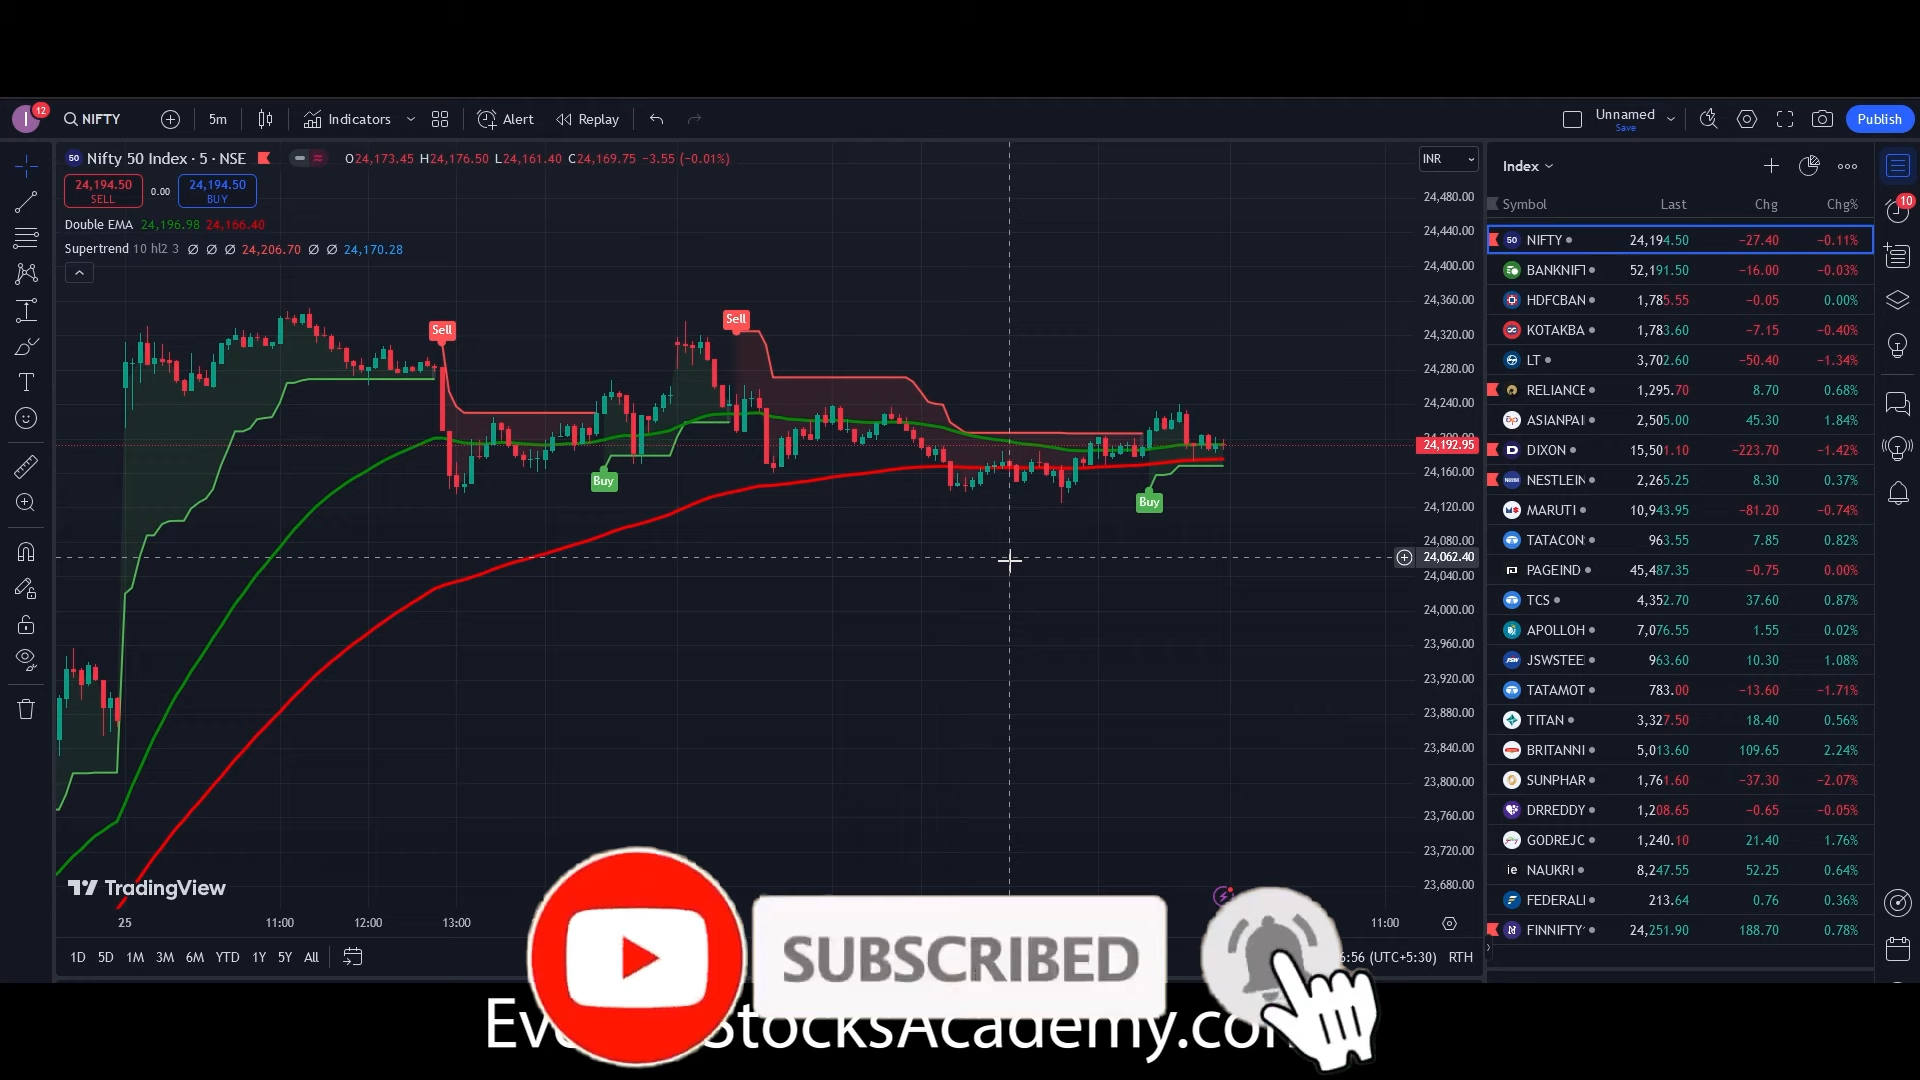 I 12 NIFTY 5m Indicators Alert Replay Unnamed Save Publish
50 Nifty 50 Index · 5 · NSE O24,173.45 H24,176.50 L24,161.40 C24,169.75 −3.55 (−0.01%) INR
24,194.50 SELL 0.00 24,194.50 BUY
Double EMA 24,196.98 24,166.40
Supertrend 10 hl2 3 ∅ ∅ ∅ 24,206.70 ∅ ∅ 24,170.28
Sell
Sell
Buy
Buy
24,480.00
24,440.00
24,400.00
24,360.00
24,320.00
24,280.00
24,240.00
24,192.95
24,160.00
24,120.00
24,080.00
24,062.40
24,040.00
24,000.00
23,960.00
23,920.00
23,880.00
23,840.00
23,800.00
23,760.00
23,720.00
23,680.00
TradingView
25 11:00 12:00 13:00 11:00
1D 5D 1M 3M 6M YTD 1Y 5Y All 6:56 (UTC+5:30) RTH
Index
Symbol Last Chg Chg%
50 NIFTY 24,194.50 −27.40 −0.11%
BANKNIFT 52,191.50 −16.00 −0.03%
HDFCBAN 1,785.55 −0.05 0.00%
KOTAKBA 1,783.60 −7.15 −0.40%
LT 3,702.60 −50.40 −1.34%
RELIANCE 1,295.70 8.70 0.68%
ASIANPAI 2,505.00 45.30 1.84%
DIXON 15,501.10 −223.70 −1.42%
NESTLEIN 2,265.25 8.30 0.37%
MARUTI 10,943.95 −81.20 −0.74%
TATACON 963.55 7.85 0.82%
PAGEIND 45,487.35 −0.75 0.00%
TCS 4,352.70 37.60 0.87%
APOLLOH 7,076.55 1.55 0.02%
JSWSTEE 963.60 10.30 1.08%
TATAMOT 783.00 −13.60 −1.71%
TITAN 3,327.50 18.40 0.56%
BRITANNI 5,013.60 109.65 2.24%
SUNPHAR 1,761.60 −37.30 −2.07%
DRREDDY 1,208.65 −0.65 −0.05%
GODREJC 1,240.10 21.40 1.76%
ie NAUKRI 8,247.55 52.25 0.64%
FEDERALI 213.64 0.76 0.36%
FINNIFTY 24,251.90 188.70 0.78%
10
SUBSCRIBED
StocksAcademy.co